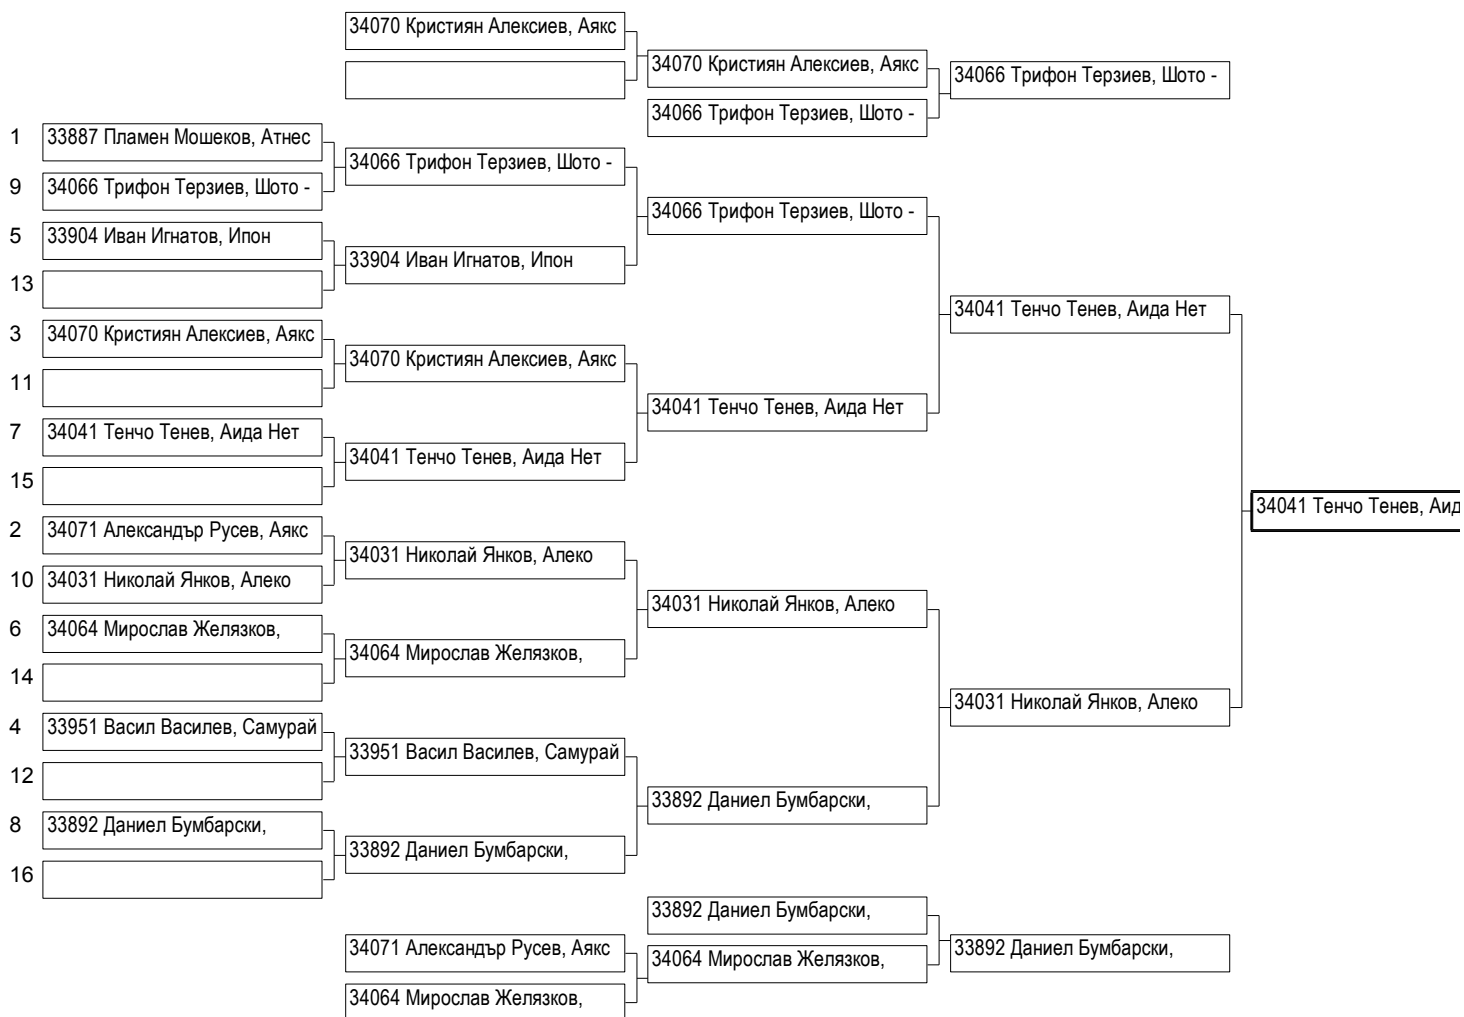 34070 Кристиян Алексиев, Аякс
34070 Кристиян Алексиев, Аякс
34066 Трифон Терзиев, Шото -
34066 Трифон Терзиев, Шото -
1 33887 Пламен Мошеков, Атнес
34066 Трифон Терзиев, Шото -
9 34066 Трифон Терзиев, Шото -
34066 Трифон Терзиев, Шото -
5 33904 Иван Игнатов, Ипон
33904 Иван Игнатов, Ипон
13
34041 Тенчо Тенев, Аида Нет
3 34070 Кристиян Алексиев, Аякс
34070 Кристиян Алексиев, Аякс
11
34041 Тенчо Тенев, Аида Нет
7 34041 Тенчо Тенев, Аида Нет
34041 Тенчо Тенев, Аида Нет
15
34041 Тенчо Тенев, Аид
2 34071 Александър Русев, Аякс
34031 Николай Янков, Алеко
10 34031 Николай Янков, Алеко
34031 Николай Янков, Алеко
6 34064 Мирослав Желязков,
34064 Мирослав Желязков,
14
34031 Николай Янков, Алеко
4 33951 Васил Василев, Самурай
33951 Васил Василев, Самурай
12
33892 Даниел Бумбарски,
8 33892 Даниел Бумбарски,
33892 Даниел Бумбарски,
16
33892 Даниел Бумбарски,
34071 Александър Русев, Аякс
34064 Мирослав Желязков,
33892 Даниел Бумбарски,
34064 Мирослав Желязков,